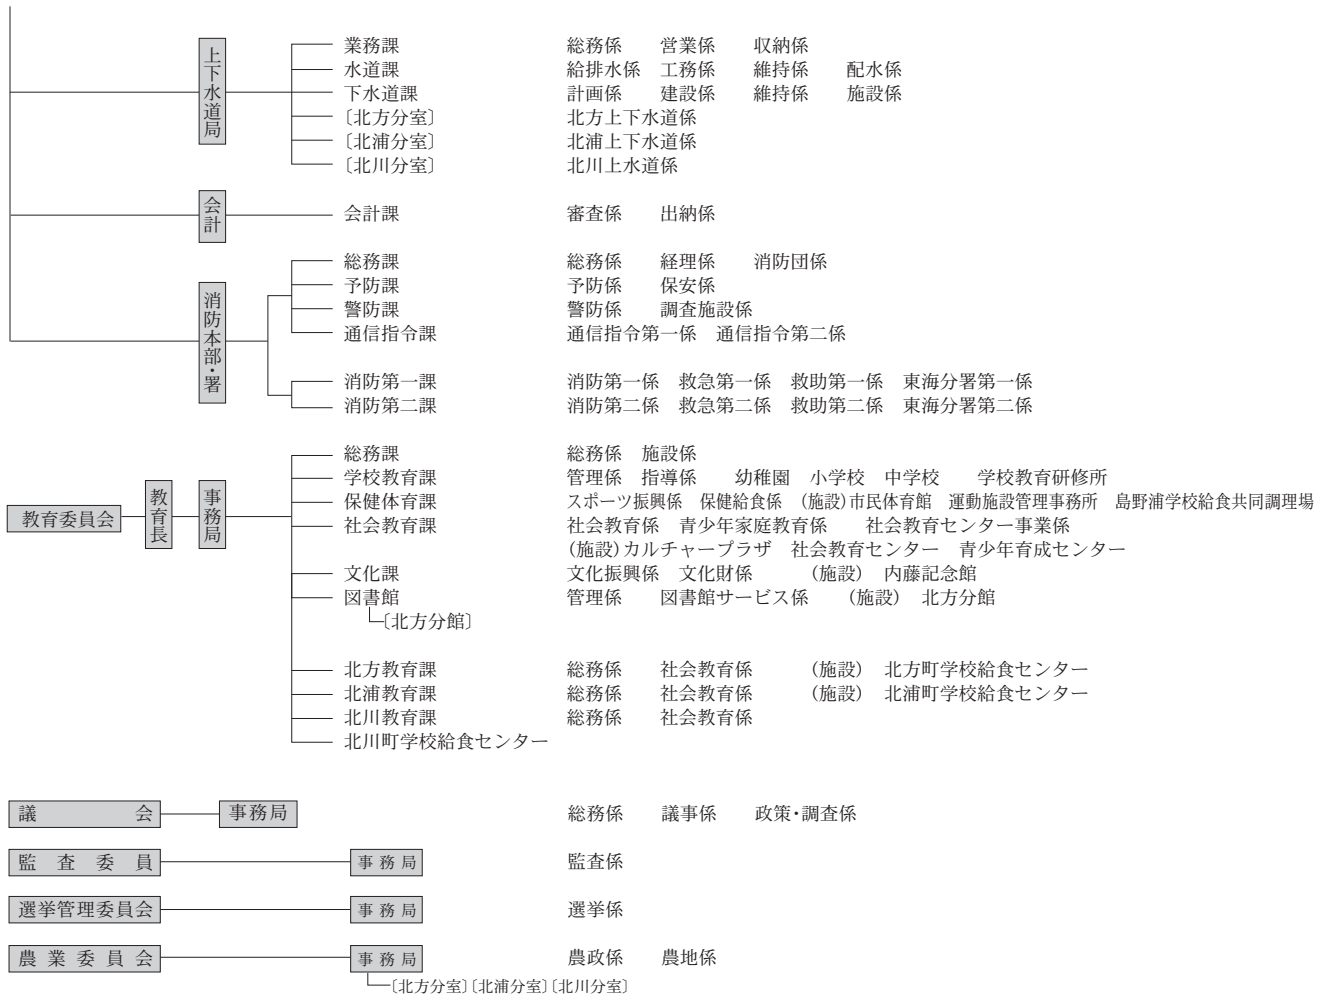 上下水道局
業務課　総務係　営業係　収納係
水道課　給排水係　工務係　維持係　配水係
下水道課　計画係　建設係　維持係　施設係
〔北方分室〕　北方上下水道係
〔北浦分室〕　北浦上下水道係
〔北川分室〕　北川上水道係
会計
会計課　審査係　出納係
消防本部・署
総務課　総務係　経理係　消防団係
予防課　予防係　保安係
警防課　警防係　調査施設係
通信指令課　通信指令第一係　通信指令第二係
消防第一課　消防第一係　救急第一係　救助第一係　東海分署第一係
消防第二課　消防第二係　救急第二係　救助第二係　東海分署第二係
教育委員会　教育長　事務局
総務課　総務係　施設係
学校教育課　管理係　指導係　幼稚園　小学校　中学校　学校教育研修所
保健体育課　スポーツ振興係　保健給食係　（施設）市民体育館　運動施設管理事務所　島野浦学校給食共同調理場
社会教育課　社会教育係　青少年家庭教育係　社会教育センター事業係
（施設）カルチャープラザ　社会教育センター　青少年育成センター
文化課　文化振興係　文化財係　（施設）　内藤記念館
図書館　管理係　図書館サービス係　（施設）　北方分館
〔北方分館〕
北方教育課　総務係　社会教育係　（施設）　北方町学校給食センター
北浦教育課　総務係　社会教育係　（施設）　北浦町学校給食センター
北川教育課　総務係　社会教育係
北川町学校給食センター
議会　事務局　総務係　議事係　政策・調査係
監査委員　事務局　監査係
選挙管理委員会　事務局　選挙係
農業委員会　事務局　農政係　農地係
〔北方分室〕〔北浦分室〕〔北川分室〕